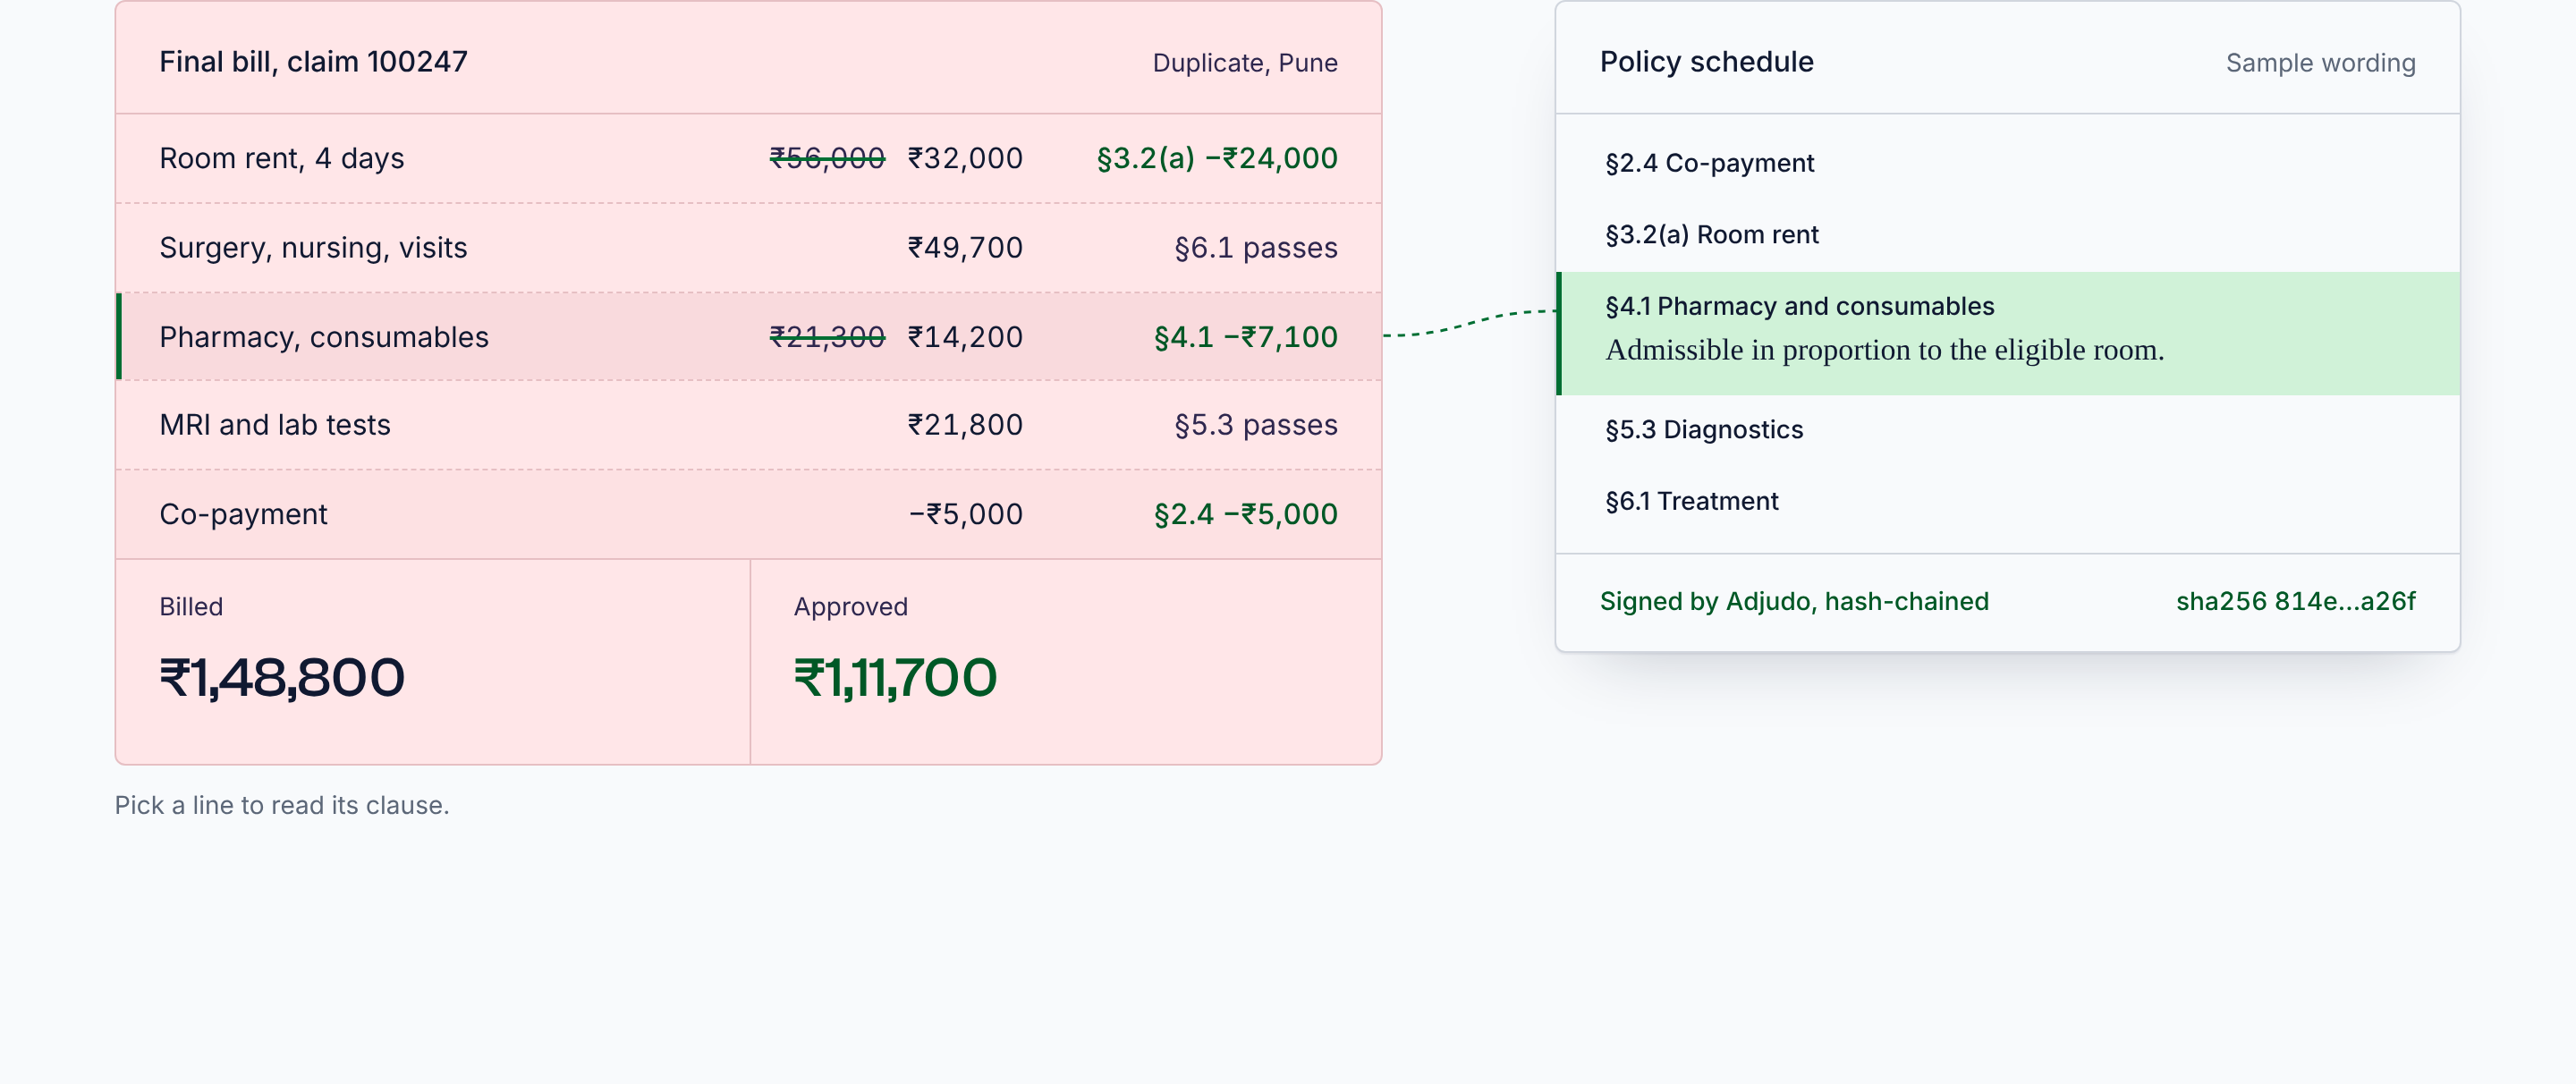 Final bill, claim 100247
Duplicate, Pune
Room rent, 4 days ₹56,000 ₹32,000 §3.2(a) −₹24,000
Surgery, nursing, visits ₹49,700 §6.1 passes
Pharmacy, consumables ₹21,300 ₹14,200 §4.1 −₹7,100
MRI and lab tests ₹21,800 §5.3 passes
Co-payment −₹5,000 §2.4 −₹5,000
Billed
₹1,48,800
Approved
₹1,11,700
Pick a line to read its clause.
Policy schedule
Sample wording
§2.4 Co-payment
§3.2(a) Room rent
§4.1 Pharmacy and consumables
Admissible in proportion to the eligible room.
§5.3 Diagnostics
§6.1 Treatment
Signed by Adjudo, hash-chained
sha256 814e…a26f